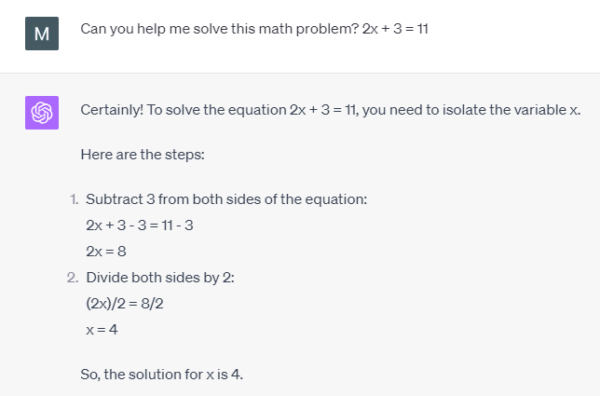 M
Can you help me solve this math problem? 2x + 3 = 11
Certainly! To solve the equation 2x + 3 = 11, you need to isolate the variable x.
Here are the steps:
1. Subtract 3 from both sides of the equation:
2x + 3 - 3 = 11 - 3
2x = 8
2. Divide both sides by 2:
(2x)/2 = 8/2
x = 4
So, the solution for x is 4.